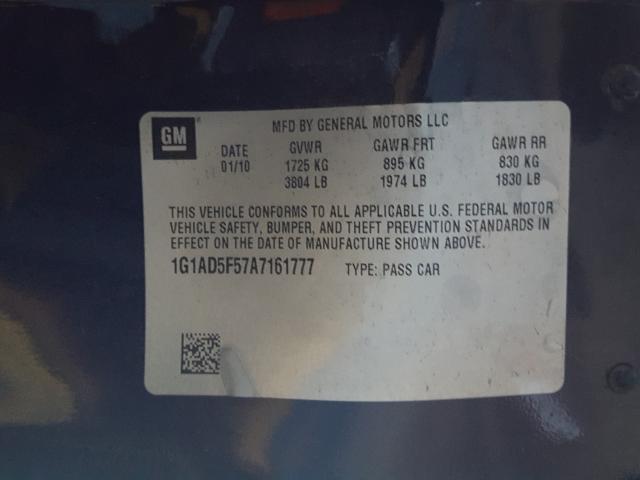 GM
MFD BY GENERAL MOTORS LLC
DATE GVWR GAWR FRT GAWR RR
01/10 1725 KG 895 KG 830 KG
3804 LB 1974 LB 1830 LB
THIS VEHICLE CONFORMS TO ALL APPLICABLE U.S. FEDERAL MOTOR
VEHICLE SAFETY, BUMPER, AND THEFT PREVENTION STANDARDS IN
EFFECT ON THE DATE OF MANUFACTURE SHOWN ABOVE.
1G1AD5F57A7161777 TYPE: PASS CAR